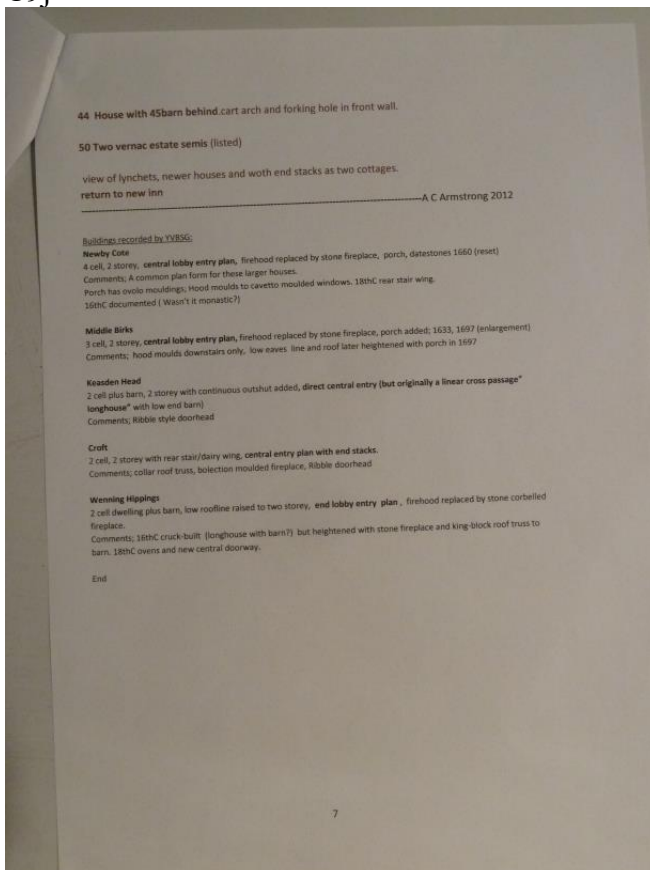 44 House with 45barn behind.cart arch and forking hole in front wall.
50 Two vernac estate semis (listed)
view of lynchets, newer houses and woth end stacks as two cottages.
return to new inn
------------------------------------------------------------A C Armstrong 2012
Buildings recorded by YVBSG:
Newby Cote
4 cell, 2 storey, central lobby entry plan, firehood replaced by stone fireplace, porch, datestones 1660 (reset)
Comments; A common plan form for these larger houses.
Porch has ovolo mouldings; Hood moulds to cavetto moulded windows. 18thC rear stair wing.
16thC documented ( Wasn't it monastic?)
Middle Birks
3 cell, 2 storey, central lobby entry plan, firehood replaced by stone fireplace, porch added; 1633, 1697 (enlargement)
Comments; hood moulds downstairs only, low eaves line and roof later heightened with porch in 1697
Keasden Head
2 cell plus barn, 2 storey with continuous outshut added, direct central entry (but originally a linear cross passage"
longhouse" with low end barn)
Comments; Ribble style doorhead
Croft
2 cell, 2 storey with rear stair/dairy wing, central entry plan with end stacks.
Comments; collar roof truss, bolection moulded fireplace, Ribble doorhead
Wenning Hippings
2 cell dwelling plus barn, low roofline raised to two storey, end lobby entry plan , firehood replaced by stone corbelled
fireplace.
Comments; 16thC cruck-built (longhouse with barn?) but heightened with stone fireplace and king-block roof truss to
barn. 18thC ovens and new central doorway.
End
7